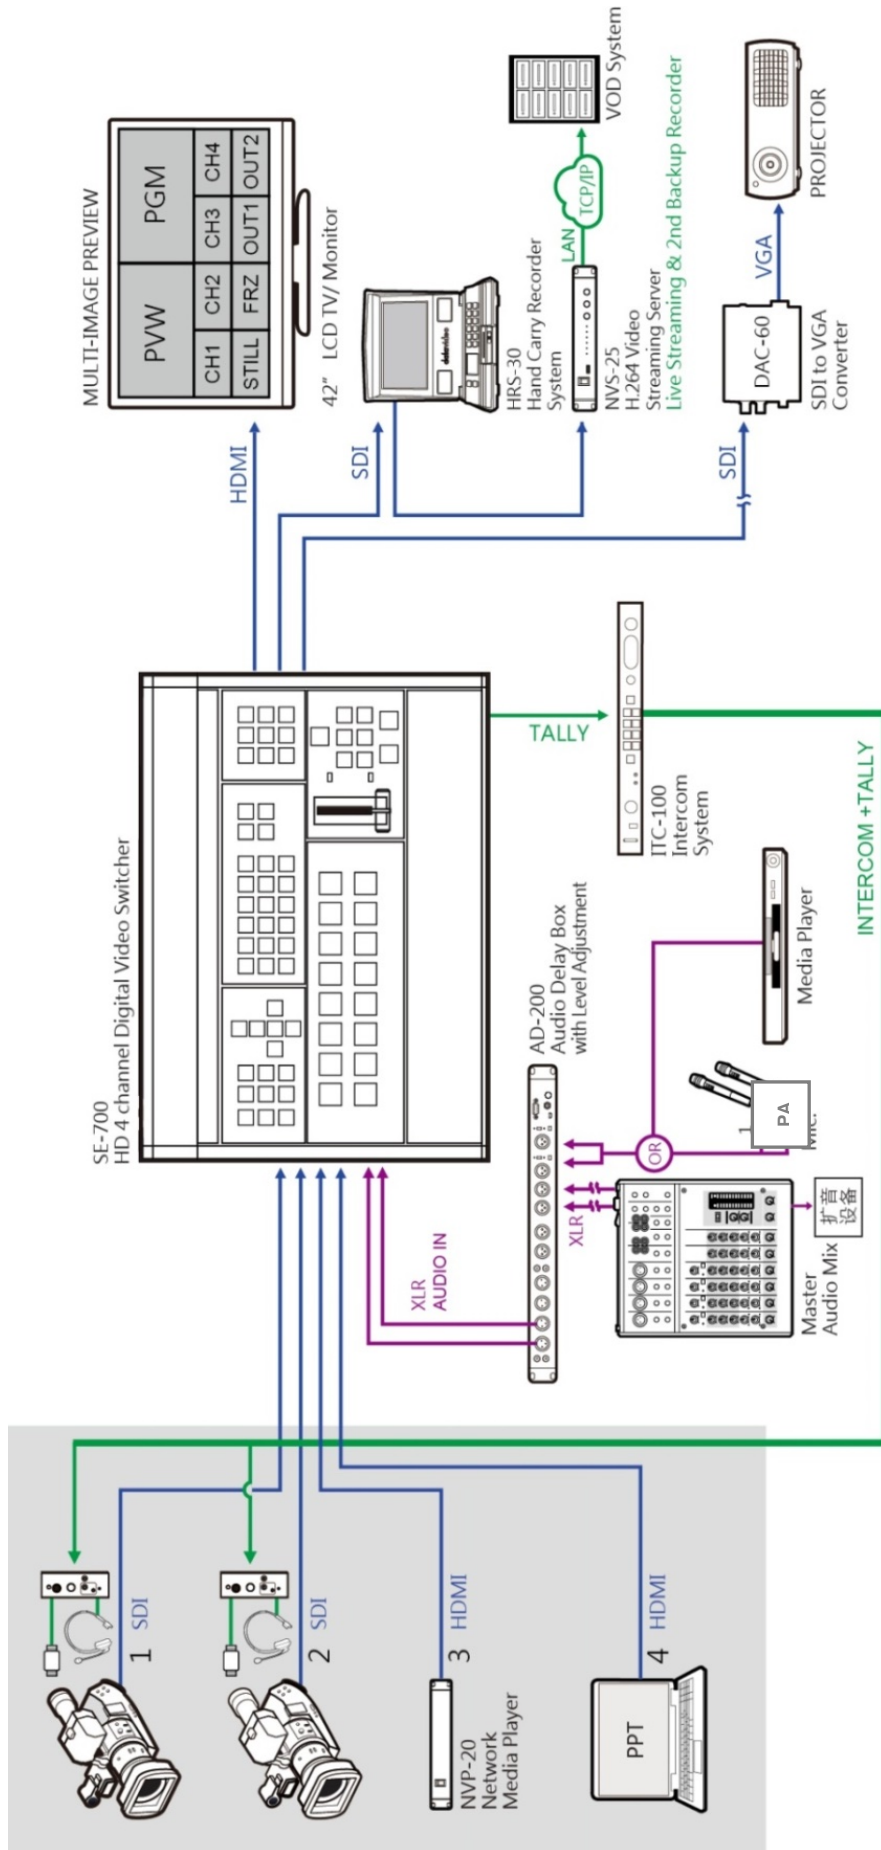 MULTI-IMAGE PREVIEW
PVW
PGM
CH1
CH2
CH3
CH4
STILL
FRZ
OUT1
OUT2
42" LCD TV/ Monitor
HDMI
SDI
HRS-30
Hand Carry Recorder
System
datavideo
LAN
TCP/IP
VOD System
NVS-25
H.264 Video
Streaming Server
Live Streaming & 2nd Backup Recorder
SDI
DAC-60
SDI to VGA
Converter
VGA
PROJECTOR
SE-700
HD 4 channel Digital Video Switcher
TALLY
ITC-100
Intercom
System
INTERCOM +TALLY
XLR
AUDIO IN
AD-200
Audio Delay Box
with Level Adjustment
XLR
OR
1
PA
Mic.
Media Player
Master
Audio Mix
扩音
设备
1
SDI
2
SDI
3
HDMI
NVP-20
Network
Media Player
4
HDMI
PPT